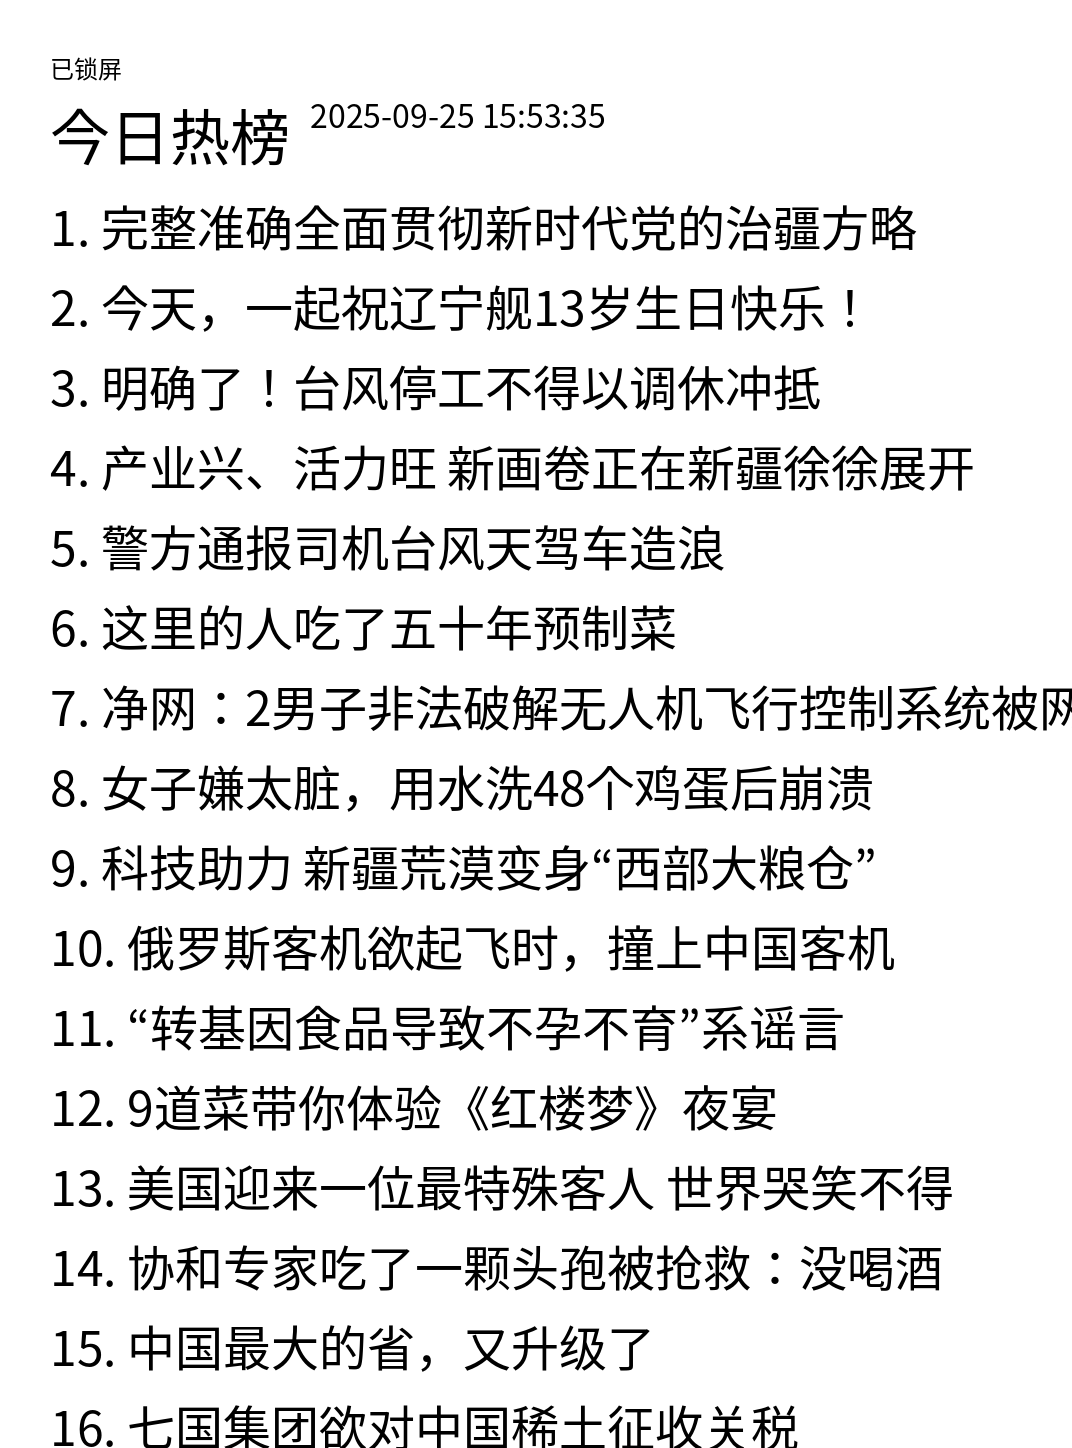 已锁屏
今日热榜 2025-09-25 15:53:35
1. 完整准确全面贯彻新时代党的治疆方略
2. 今天，一起祝辽宁舰13岁生日快乐！
3. 明确了！台风停工不得以调休冲抵
4. 产业兴、活力旺 新画卷正在新疆徐徐展开
5. 警方通报司机台风天驾车造浪
6. 这里的人吃了五十年预制菜
7. 净网：2男子非法破解无人机飞行控制系统被网
8. 女子嫌太脏，用水洗48个鸡蛋后崩溃
9. 科技助力 新疆荒漠变身“西部大粮仓”
10. 俄罗斯客机欲起飞时，撞上中国客机
11. “转基因食品导致不孕不育”系谣言
12. 9道菜带你体验《红楼梦》夜宴
13. 美国迎来一位最特殊客人 世界哭笑不得
14. 协和专家吃了一颗头孢被抢救：没喝酒
15. 中国最大的省，又升级了
16. 七国集团欲对中国稀土征收关税